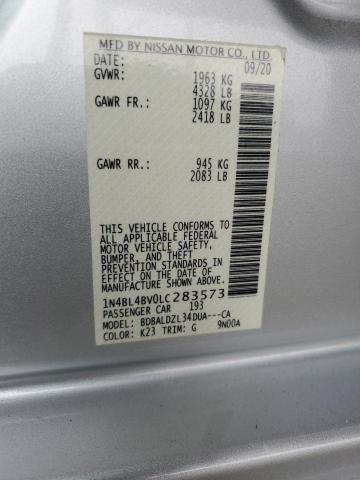 MFD BY NISSAN MOTOR CO., LTD.
DATE: 09/20
GVWR: 1963 KG
4328 LB
GAWR FR.: 1097 KG
2418 LB
GAWR RR.: 945 KG
2083 LB
THIS VEHICLE CONFORMS TO
ALL APPLICABLE FEDERAL
MOTOR VEHICLE SAFETY,
BUMPER, AND THEFT
PREVENTION STANDARDS
IN EFFECT ON THE DATE OF
MANUFACTURE SHOWN ABOVE.
1N4BL4BV0LC283573
PASSENGER CAR 193
MODEL: BDBALDZL34DUA---CA
COLOR: K23 TRIM: G 9N00A